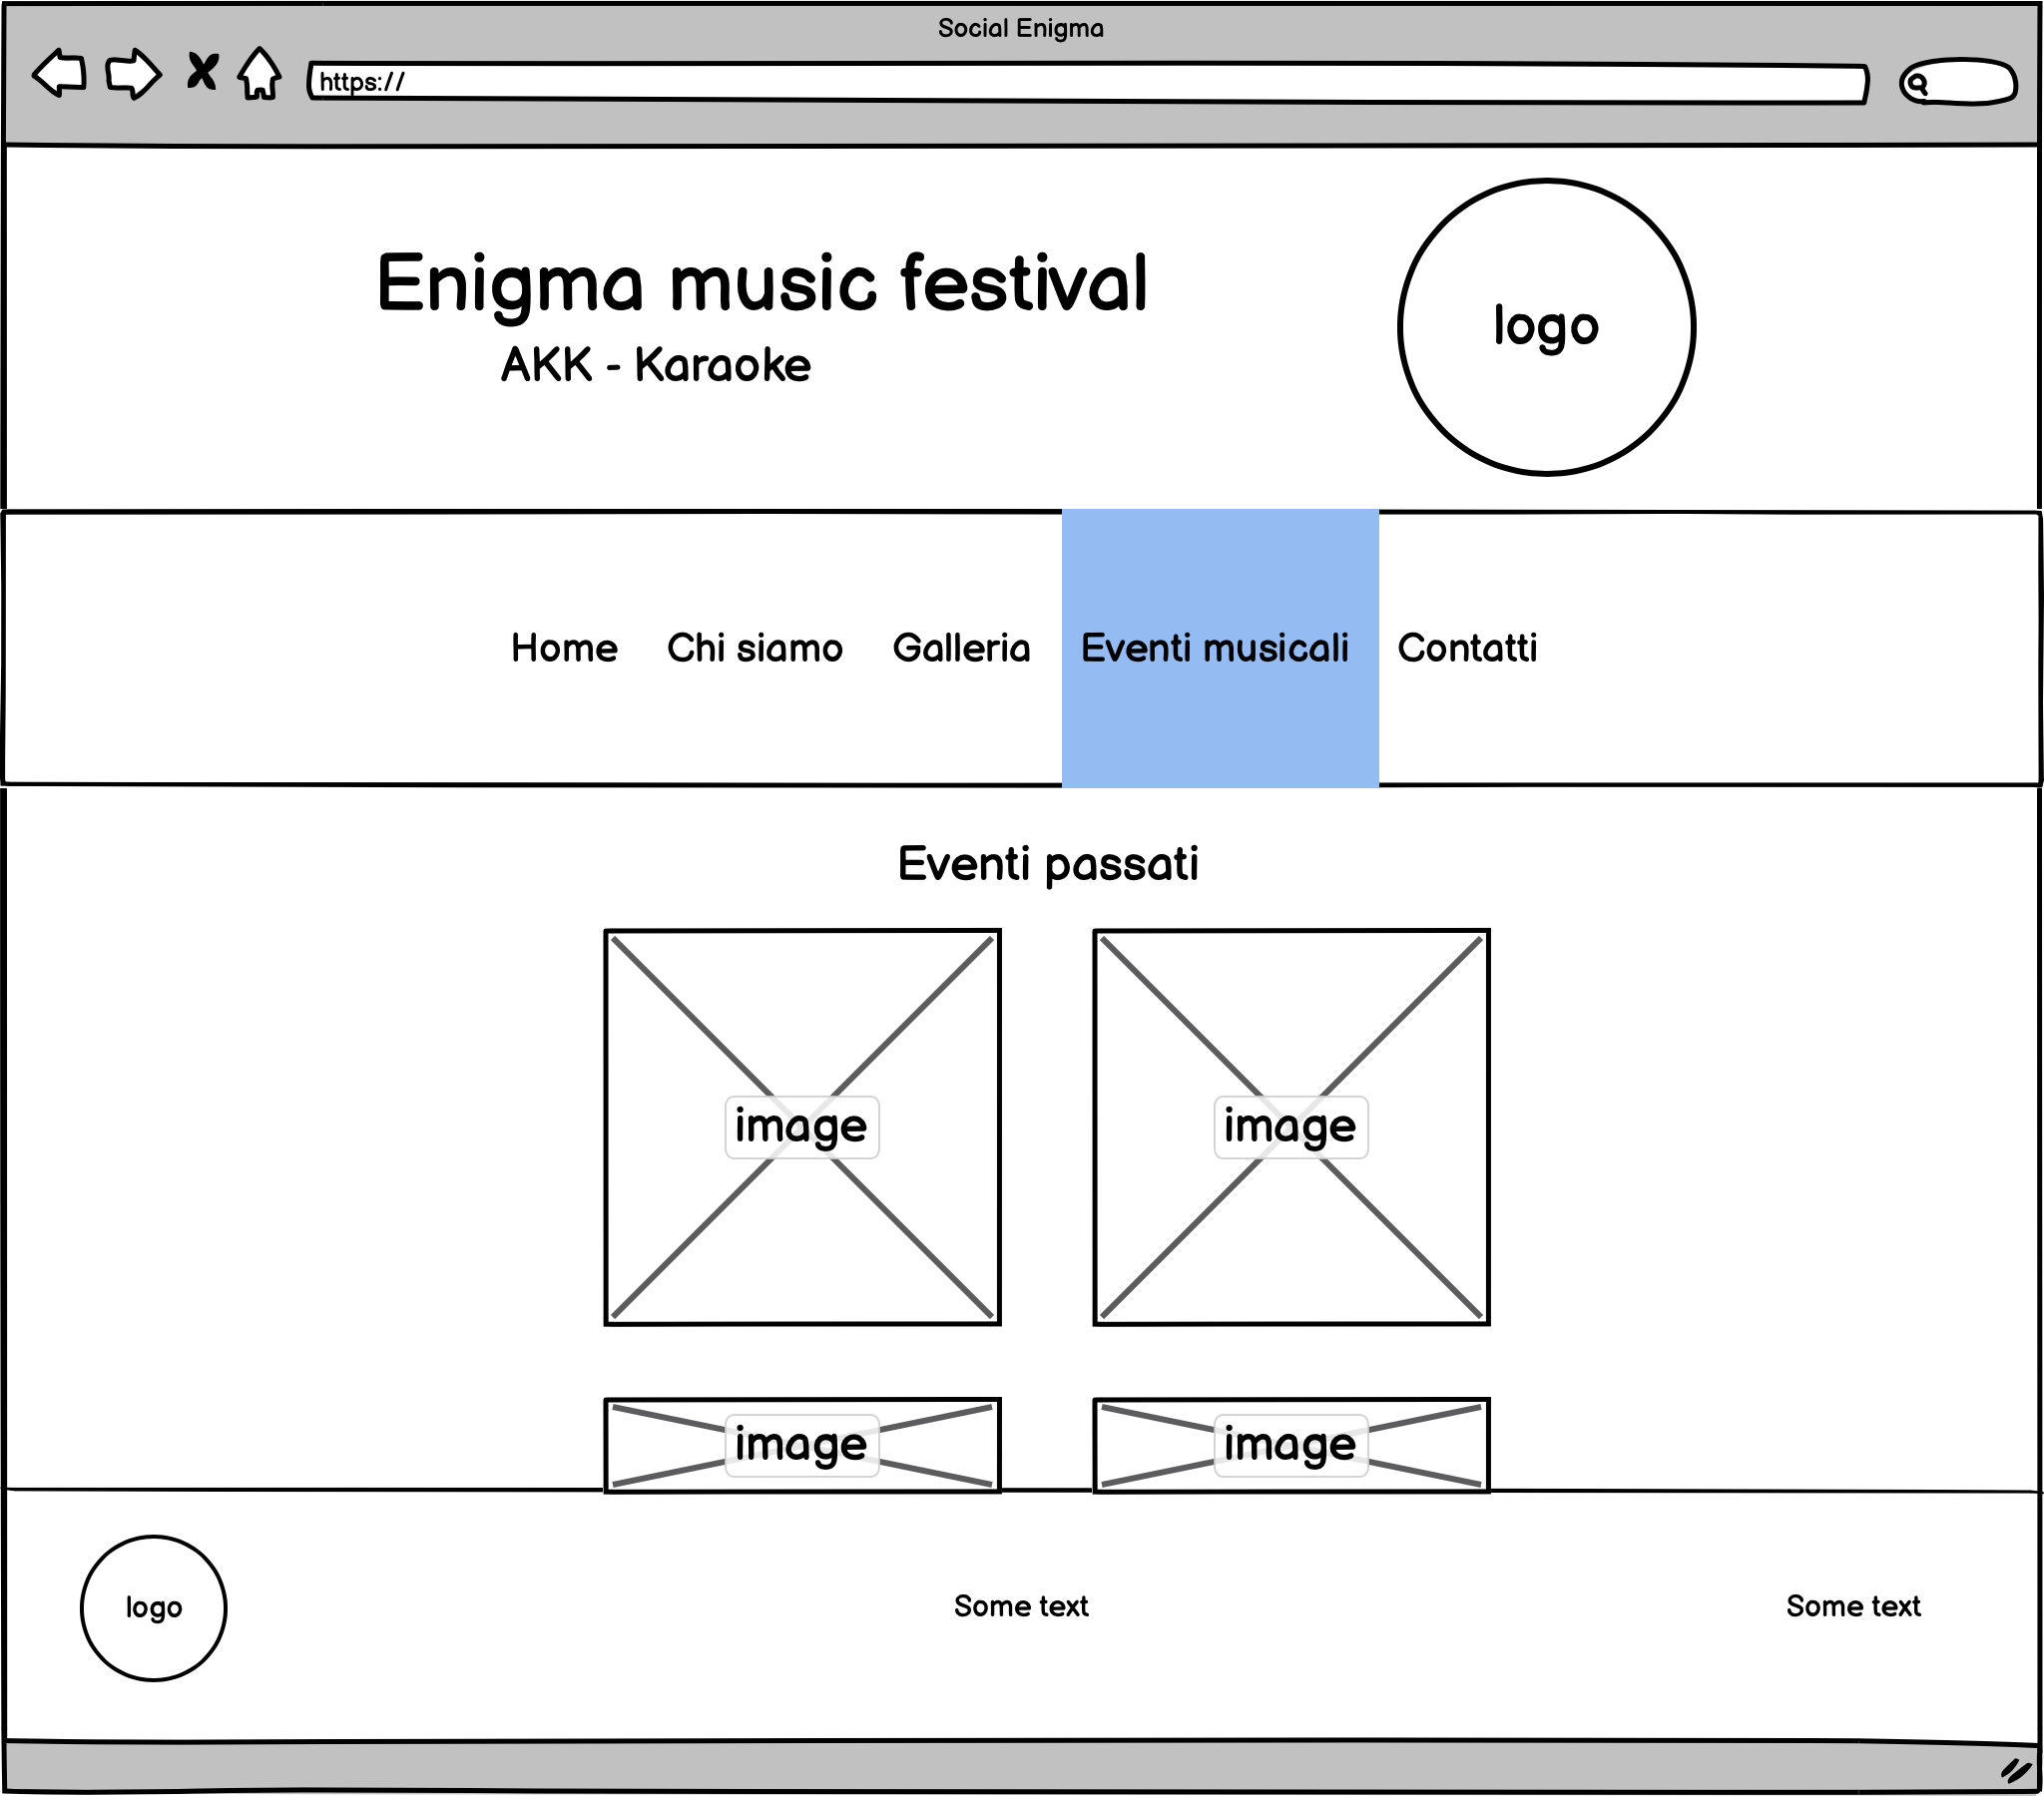 Social Enigma
https://
Enigma music festival
AKK - Karaoke
logo
Home Chi siamo Galleria Eventi musicali Contatti
Eventi passati
image image
image image
logo Some text Some text